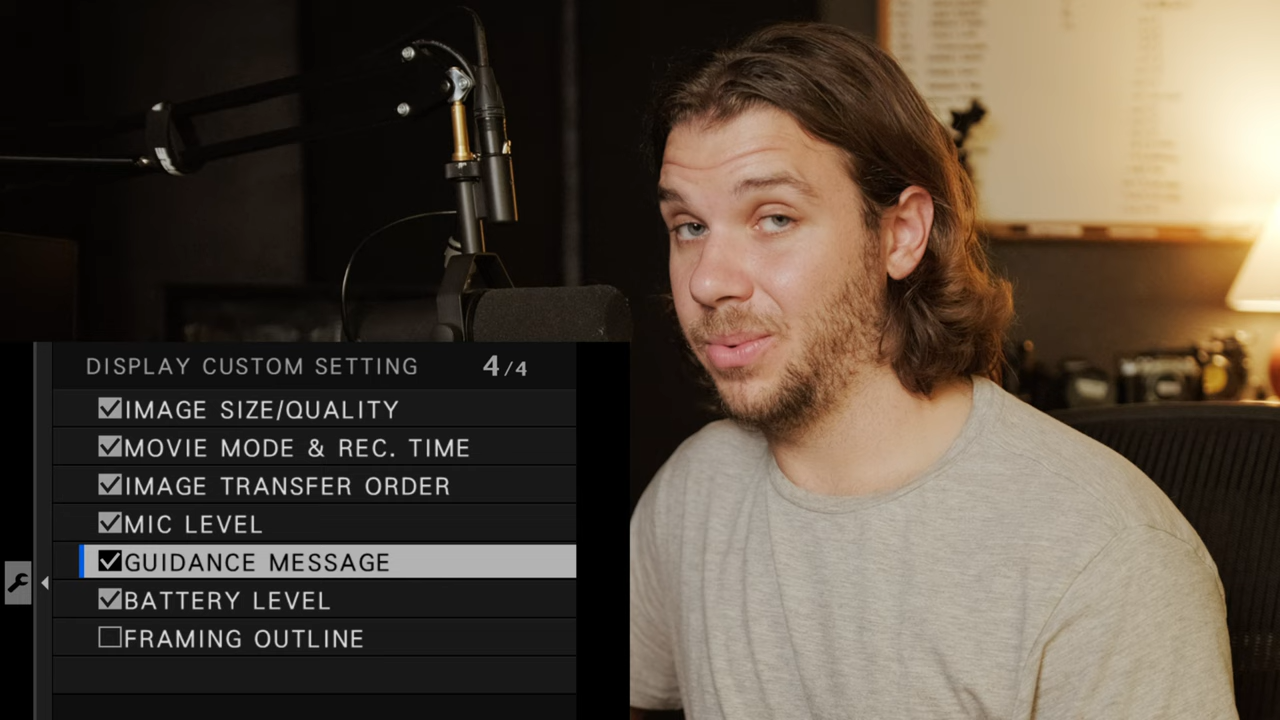 DISPLAY CUSTOM SETTING 4/4
IMAGE SIZE/QUALITY
MOVIE MODE & REC. TIME
IMAGE TRANSFER ORDER
MIC LEVEL
GUIDANCE MESSAGE
BATTERY LEVEL
FRAMING OUTLINE